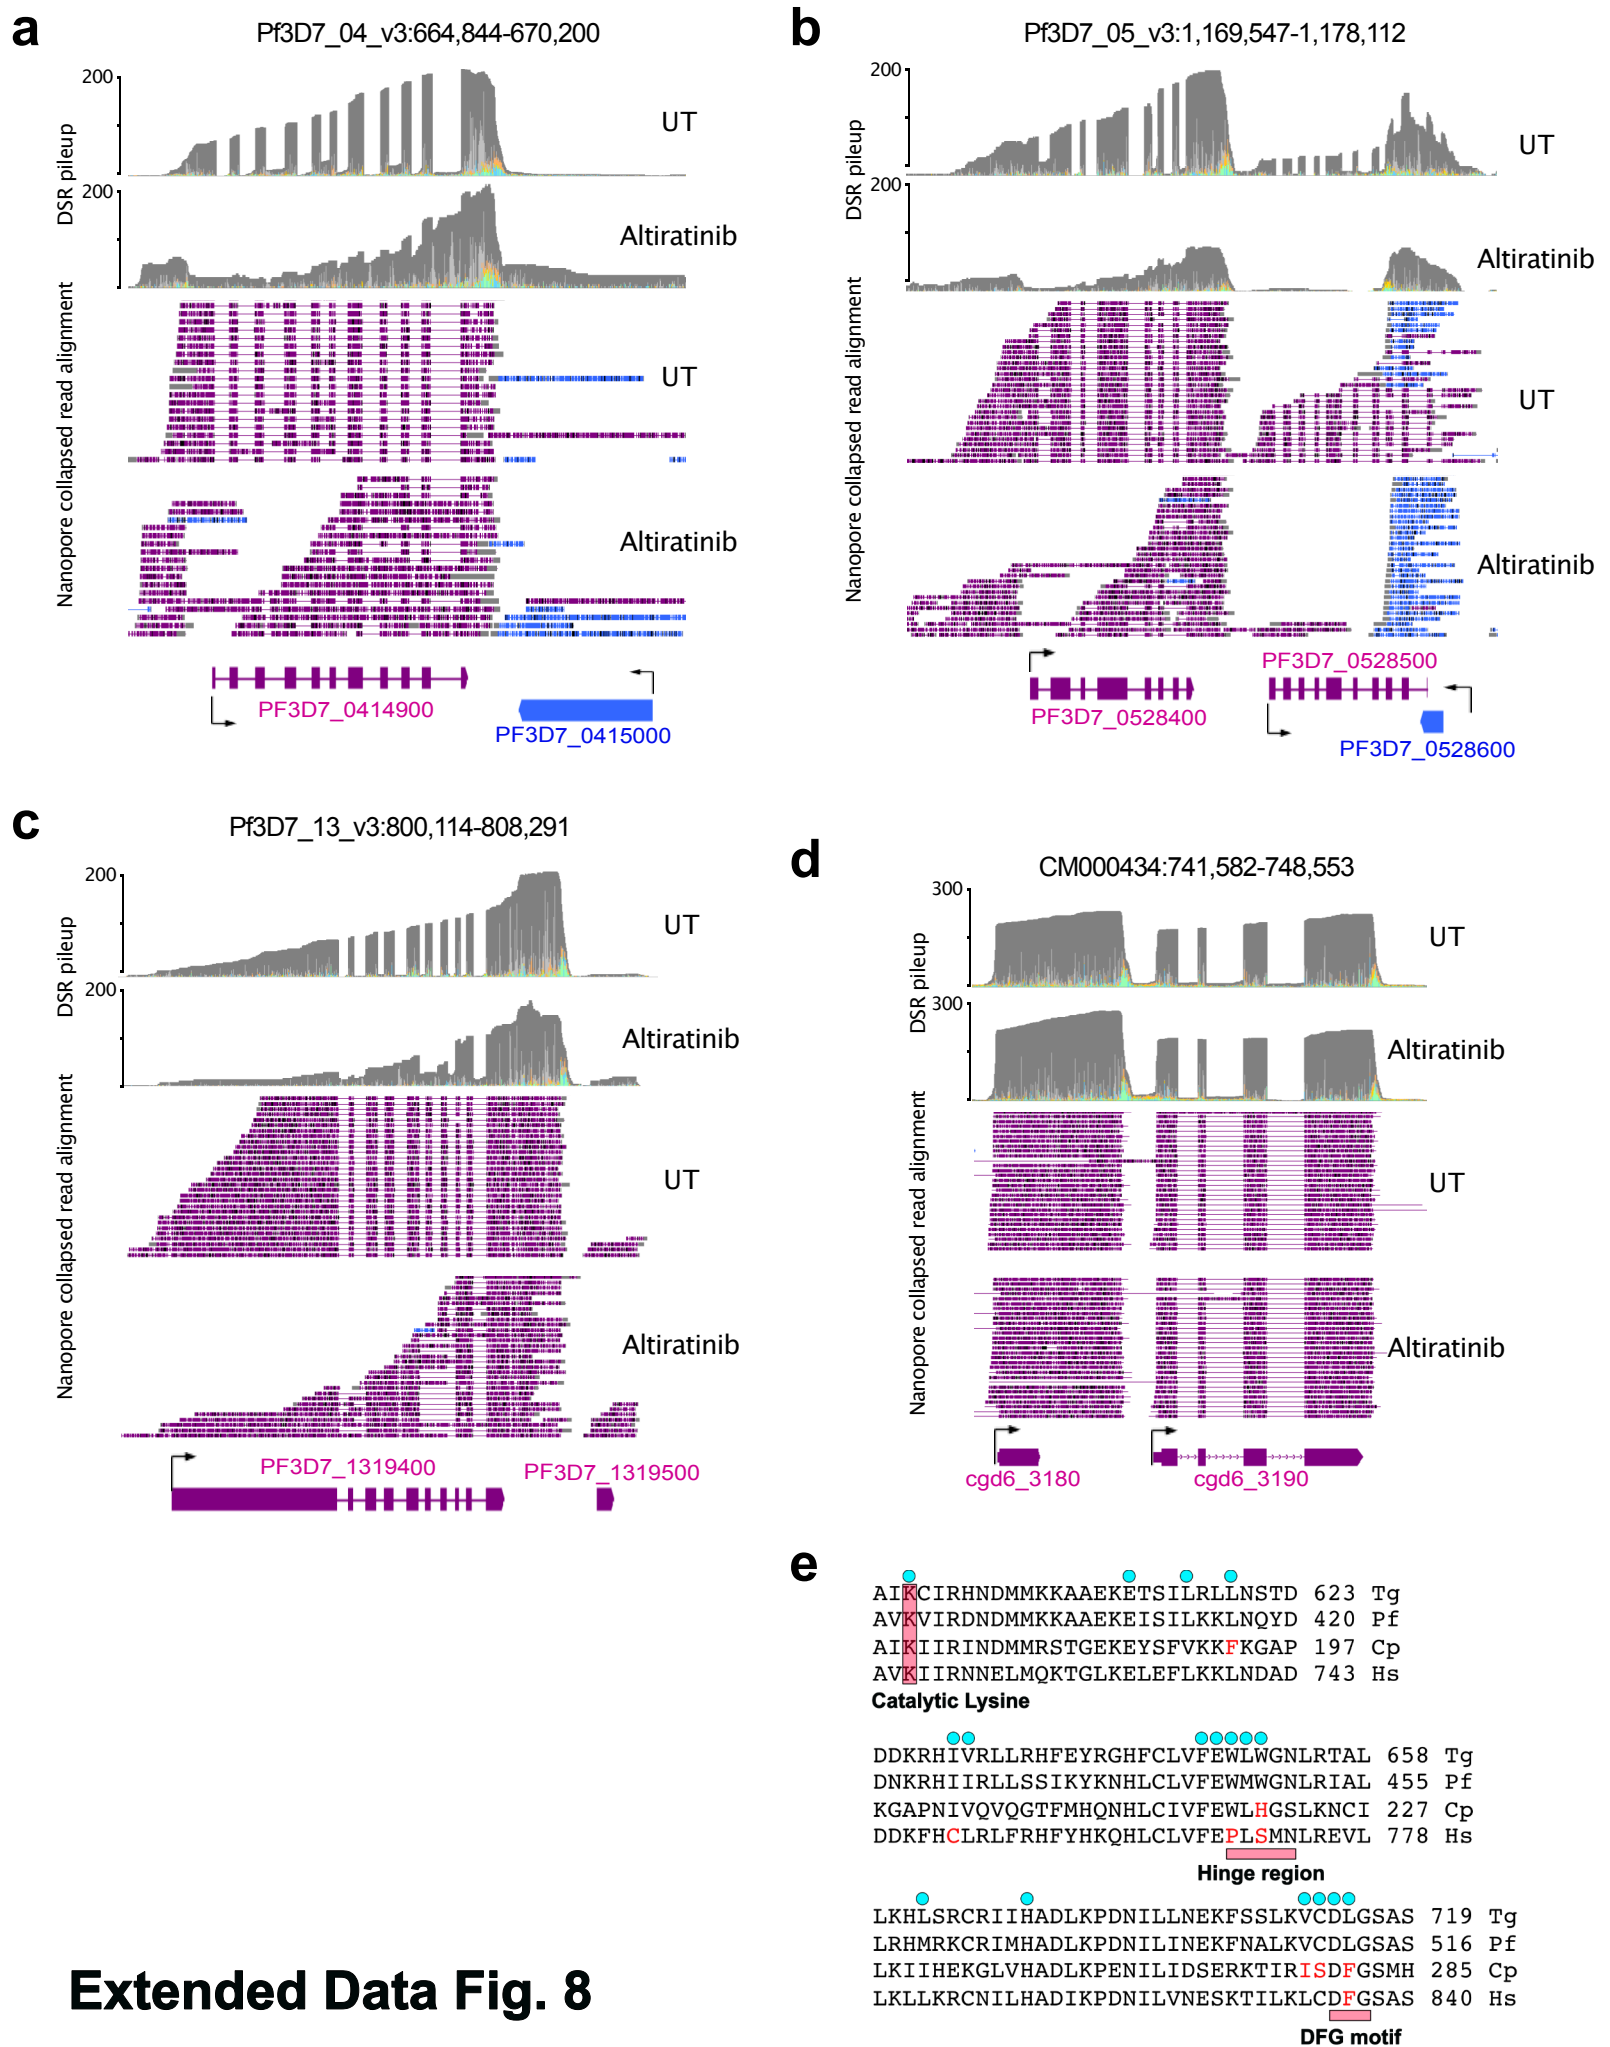 a
Pf3D7_04_v3:664,844-670,200
200
UT
DSR pileup
200
Altiratinib
Nanopore collapsed read alignment
UT
Altiratinib
PF3D7_0414900
PF3D7_0415000
b
Pf3D7_05_v3:1,169,547-1,178,112
200
UT
DSR pileup
200
Altiratinib
Nanopore collapsed read alignment
UT
Altiratinib
PF3D7_0528500
PF3D7_0528400
PF3D7_0528600
c
Pf3D7_13_v3:800,114-808,291
200
UT
DSR pileup
200
Altiratinib
Nanopore collapsed read alignment
UT
Altiratinib
PF3D7_1319400
PF3D7_1319500
d
CM000434:741,582-748,553
300
UT
DSR pileup
300
Altiratinib
Nanopore collapsed read alignment
UT
Altiratinib
cgd6_3180
cgd6_3190
e
AIKCIRHNDMMKKAAEKETSILRLLNSTD 623 Tg
AVKVIRDNDMMKKAAEKEISILKKLNQYD 420 Pf
AIKIIRINDMMRSTGEKEYSFVKKFKGAP 197 Cp
AVKIIRNNELMQKTGLKELEFLKKLNDAD 743 Hs
Catalytic Lysine
DDKRHIVRLLRHFEYRGHFCLVFEWLWGNLRTAL 658 Tg
DNKRHIIRLLSSIKYKNHLCLVFEWMWGNLRIAL 455 Pf
KGAPNIVQVQGTFMHQNHLCIVFEWLHGSLKNCI 227 Cp
DDKFHCLRLFRHFYHKQHLCLVFEPLSMNLREVL 778 Hs
Hinge region
LKHLSRCRIIHADLKPDNILLNEKFSSLKVCDLGSAS 719 Tg
LRHMRKCRIMHADLKPDNILINEKFNALKVCDLGSAS 516 Pf
LKIIHEKGLVHADLKPENILIDSERKTIRISDFGSMH 285 Cp
LKLLKRCNILHADIKPDNILVNESKTILKLCDFGSAS 840 Hs
DFG motif
Extended Data Fig. 8